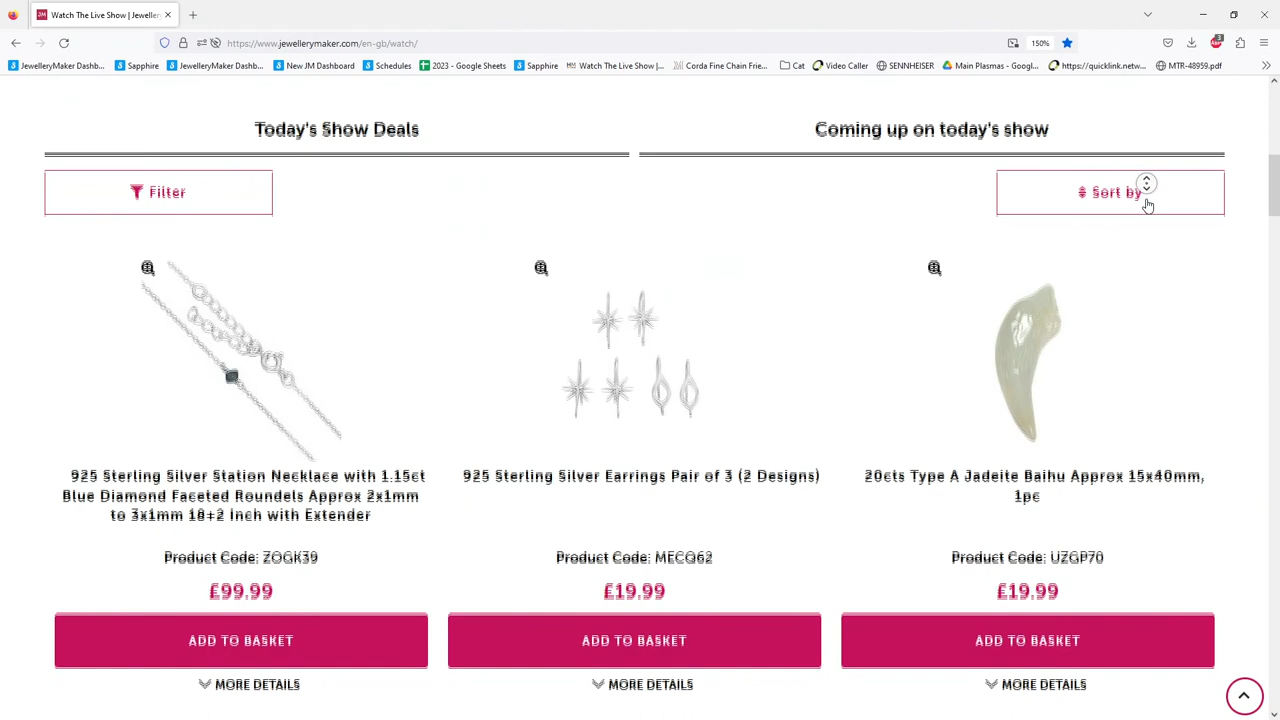 Watch The Live Show | Jeweller
https://www.jewellerymaker.com/en-gb/watch/
150%
3
JewelleryMaker Dashb...
Sapphire
JewelleryMaker Dashb...
New JM Dashboard
Schedules
2023 - Google Sheets
Sapphire
Watch The Live Show |...
Corda Fine Chain Frie...
Cat
Video Caller
SENNHEISER
Main Plasmas - Googl...
https://quicklink.netw...
MTR-48959.pdf
Today's Show Deals
Coming up on today's show
Filter
Sort by
925 Sterling Silver Station Necklace with 1.15ct
Blue Diamond Faceted Roundels Approx 2x1mm
to 3x1mm 18+2 Inch with Extender
Product Code: ZOGK39
£99.99
ADD TO BASKET
MORE DETAILS
925 Sterling Silver Earrings Pair of 3 (2 Designs)
Product Code: MECQ62
£19.99
ADD TO BASKET
MORE DETAILS
20cts Type A Jadeite Baihu Approx 15x40mm,
1pc
Product Code: UZGP70
£19.99
ADD TO BASKET
MORE DETAILS